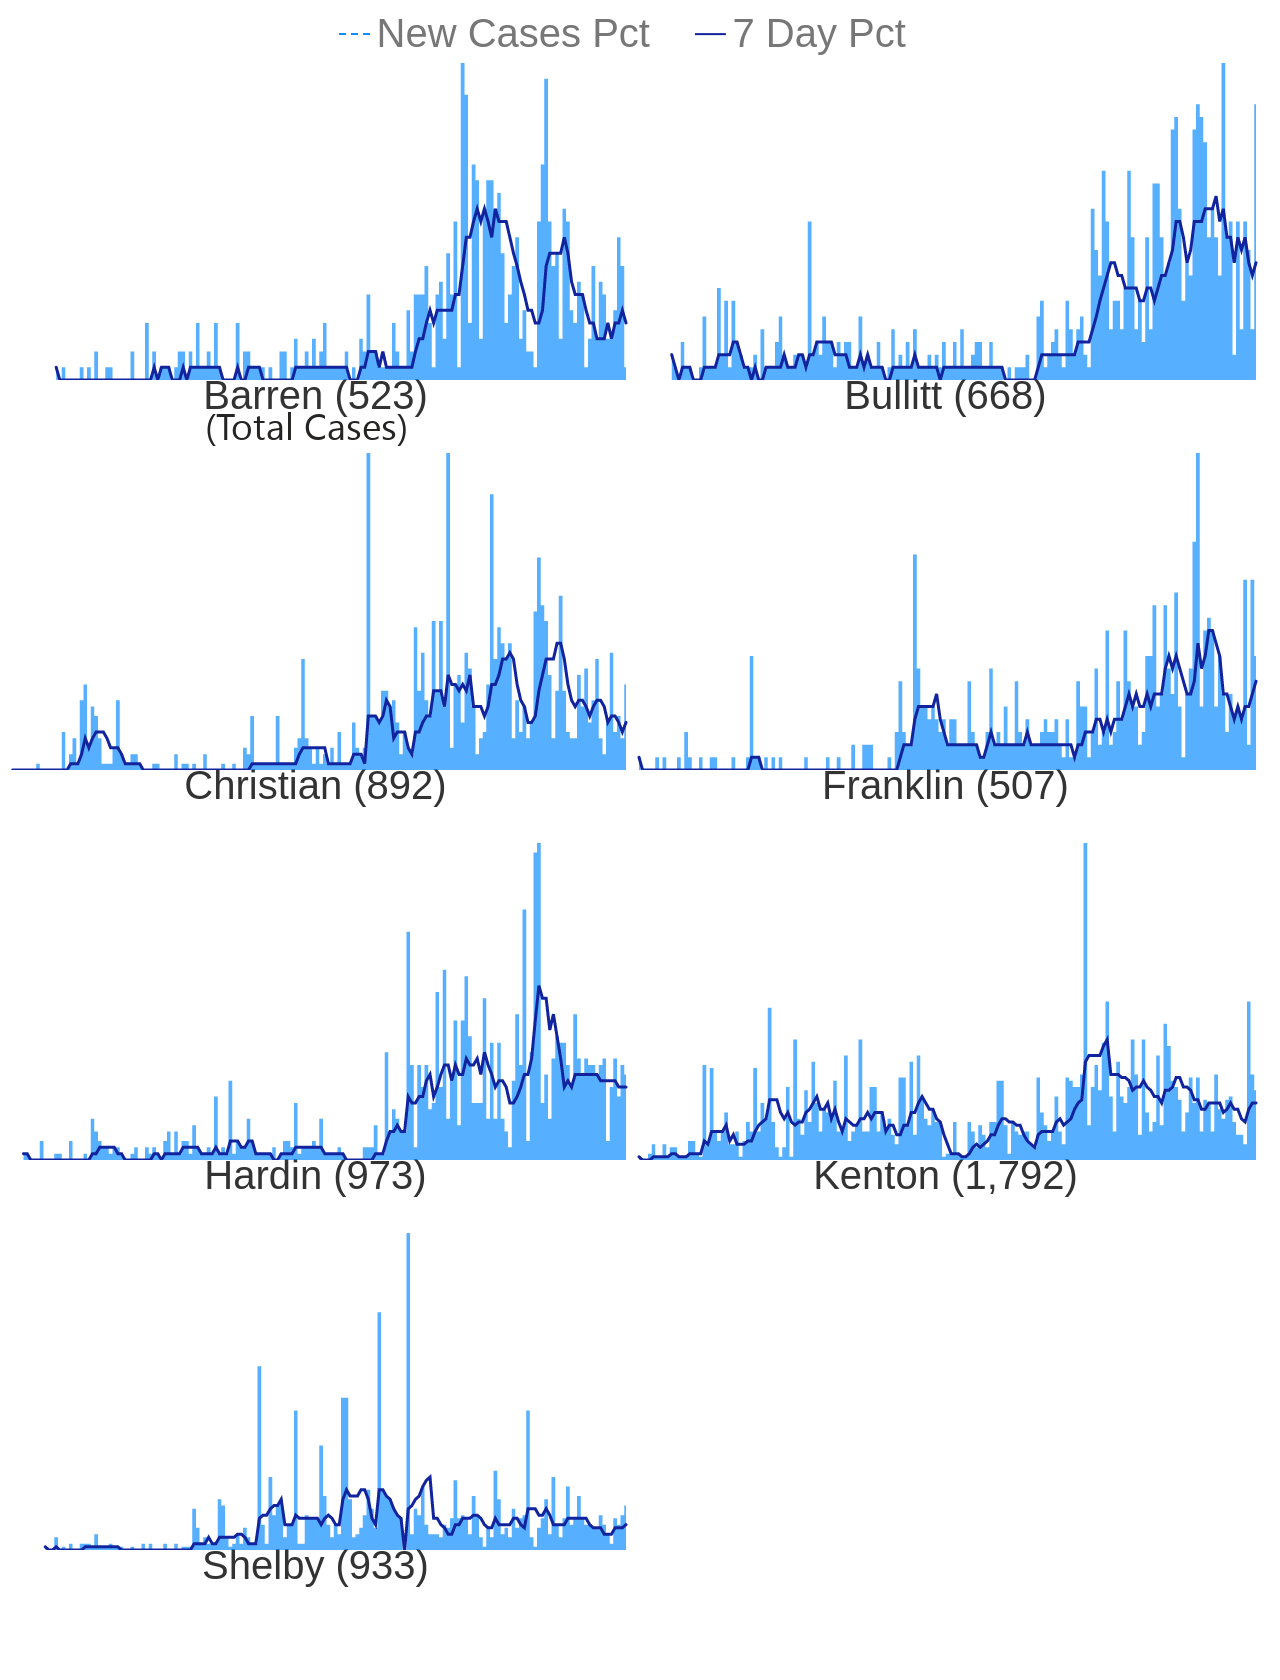 New Cases Pct 7 Day Pct
Barren (523) Bullitt (668)
(Total Cases)
Christian (892) Franklin (507)
Hardin (973) Kenton (1,792)
Shelby (933)